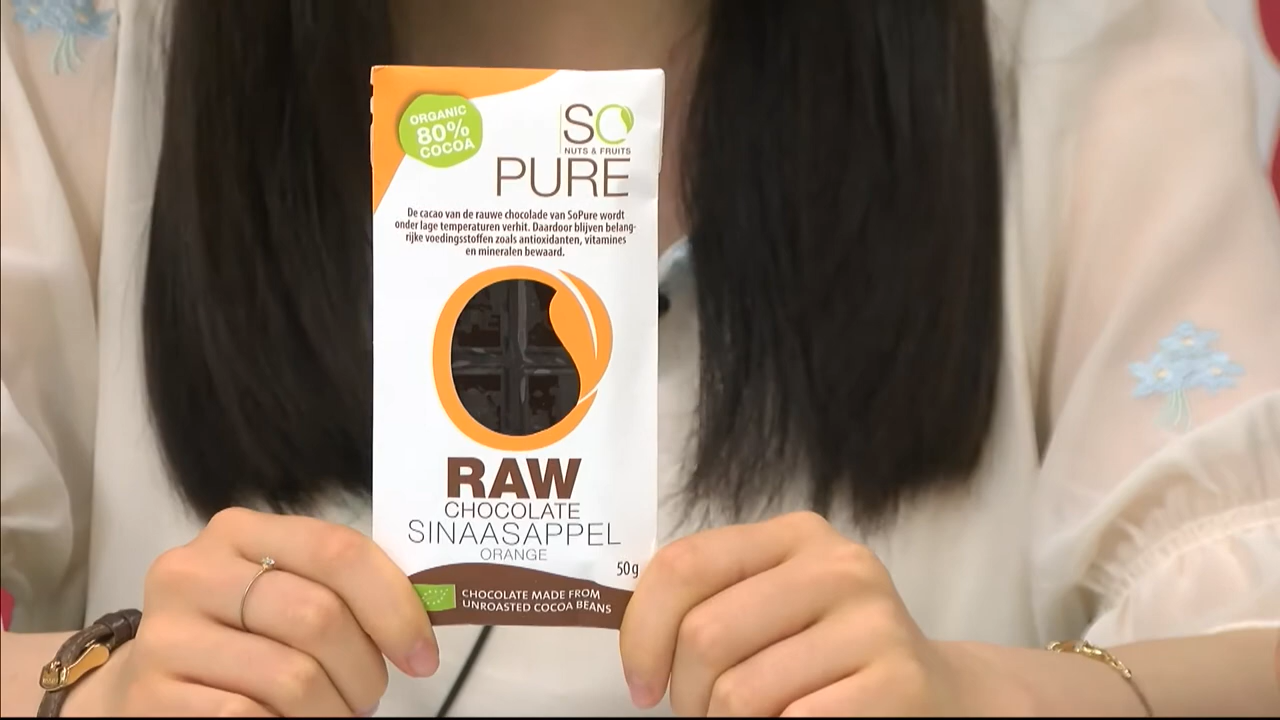 ORGANIC
80%
COCOA
SO
NUTS & FRUITS
PURE
De cacao van de rauwe chocolade van SoPure wordt
onder lage temperaturen verhit. Daardoor blijven belang-
rijke voedingsstoffen zoals antioxidanten, vitamines
en mineralen bewaard.
RAW
CHOCOLATE
SINAASAPPEL
ORANGE
50g
CHOCOLATE MADE FROM
UNROASTED COCOA BEANS